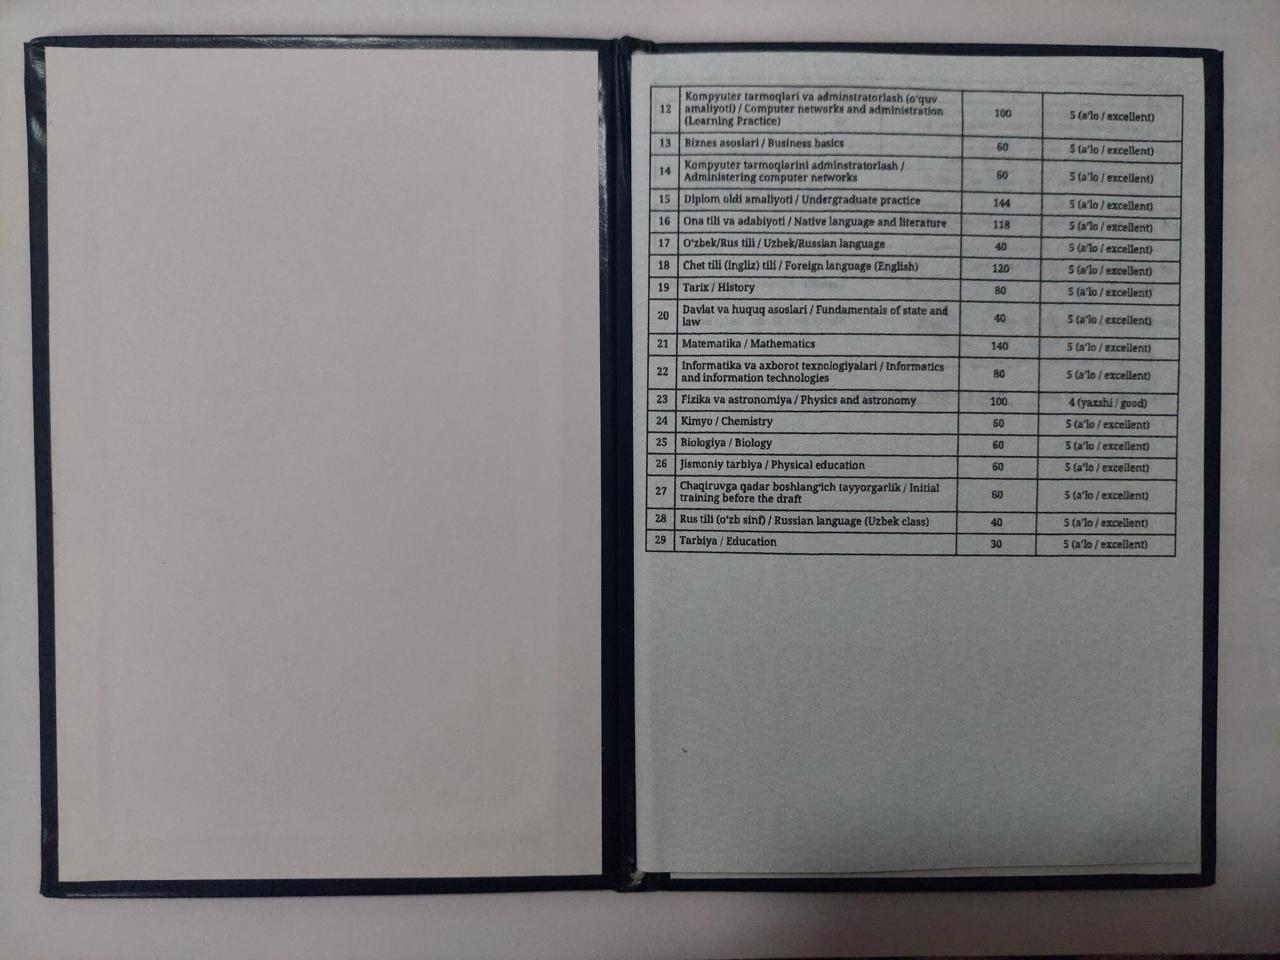 12 Kompyuter tarmoqlari va adminstratorlash (o'quv
amaliyoti) / Computer networks and administration 100 5 (a'lo / excellent)
(Learning Practice)
13 Biznes asoslari / Business basics 60 5 (a'lo / excellent)
14 Kompyuter tarmoqlarini adminstratorlash / 60 5 (a'lo / excellent)
Administering computer networks
15 Diplom oldi amaliyoti / Undergraduate practice 144 5 (a'lo / excellent)
16 Ona tili va adabiyoti / Native language and literature 118 5 (a'lo / excellent)
17 O'zbek/Rus tili / Uzbek/Russian language 40 5 (a'lo / excellent)
18 Chet tili (ingliz) tili / Foreign language (English) 120 5 (a'lo / excellent)
19 Tarix / History 80 5 (a'lo / excellent)
20 Davlat va huquq asoslari / Fundamentals of state and 40 5 (a'lo / excellent)
law
21 Matematika / Mathematics 140 5 (a'lo / excellent)
22 Informatika va axborot texnologiyalari / Informatics 80 5 (a'lo / excellent)
and information technologies
23 Fizika va astronomiya / Physics and astronomy 100 4 (yaxshi / good)
24 Kimyo / Chemistry 60 5 (a'lo / excellent)
25 Biologiya / Biology 60 5 (a'lo / excellent)
26 Jismoniy tarbiya / Physical education 60 5 (a'lo / excellent)
27 Chaqiruvga qadar boshlang'ich tayyorgarlik / Initial 60 5 (a'lo / excellent)
training before the draft
28 Rus tili (o'zb sinf) / Russian language (Uzbek class) 40 5 (a'lo / excellent)
29 Tarbiya / Education 30 5 (a'lo / excellent)